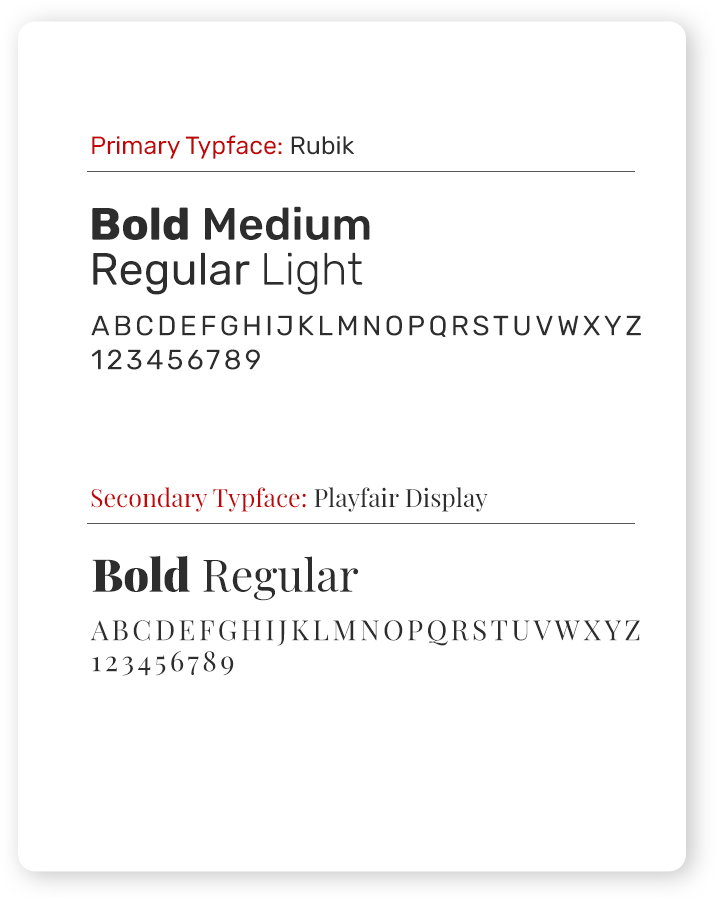 Primary Typface: Rubik
Bold Medium
Regular Light
ABCDEFGHIJKLMNOPQRSTUVWXYZ
123456789
Secondary Typface: Playfair Display
Bold Regular
ABCDEFGHIJKLMNOPQRSTUVWXYZ
123456789